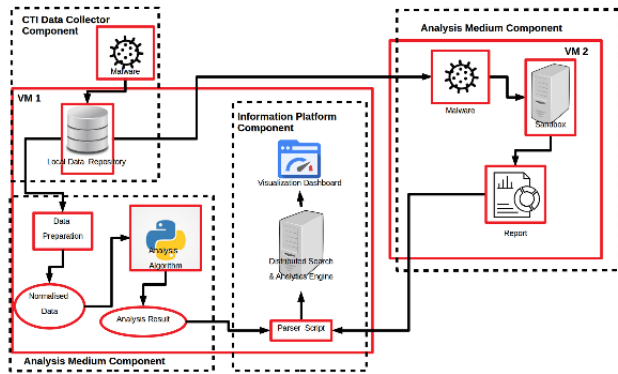 CTI Data Collector
Component
Malware
VM 1
Local Data Repository
Information Platform
Component
Visualization Dashboard
Distributed Search
& Analytics Engine
Parser Script
Data
Preparation
Normalised
Data
Analysis
Algorithm
Analysis Result
Analysis Medium Component
Analysis Medium Component
VM 2
Malware
Sandbox
Report